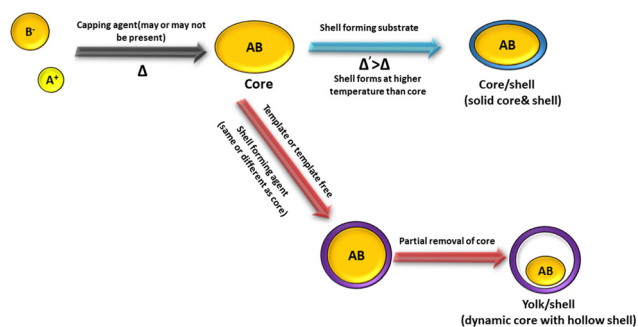 B-
A+
Capping agent(may or may not
be present)
Δ
AB
Core
Shell forming substrate
Δ'>Δ
Shell forms at higher
temperature than core
AB
Core/shell
(solid core& shell)
Template or template free
Shell forming agent
(same or different as core)
AB
Partial removal of core
AB
Yolk/shell
(dynamic core with hollow shell)